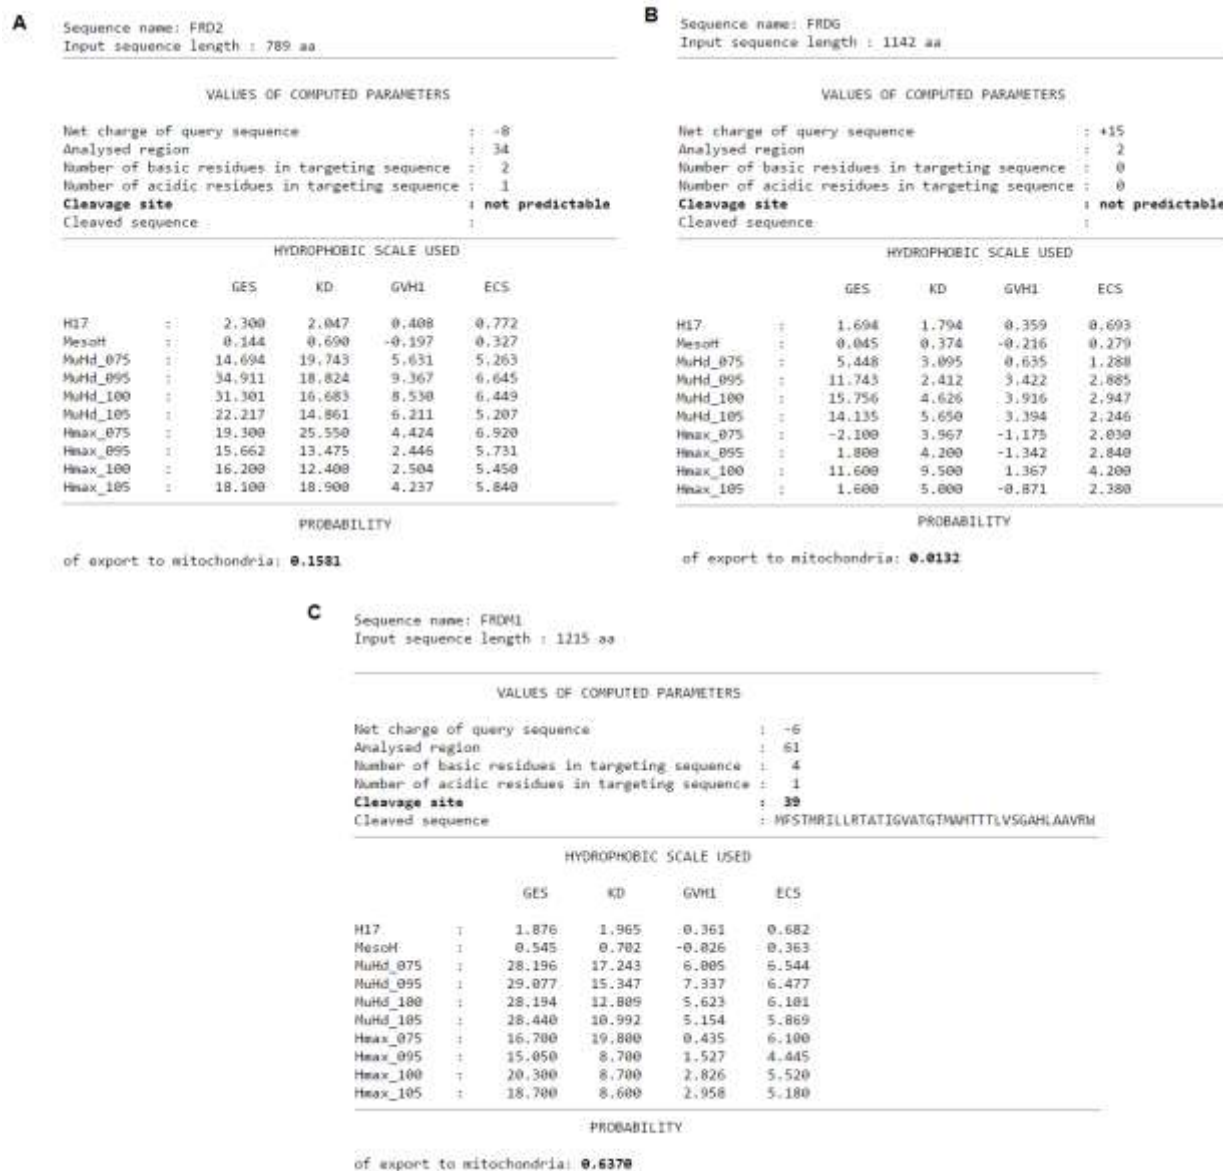 A
Sequence name: FRD2
Input sequence length : 789 aa
VALUES OF COMPUTED PARAMETERS
Net charge of query sequence : -8
Analysed region : 34
Number of basic residues in targeting sequence : 2
Number of acidic residues in targeting sequence : 1
Cleavage site : not predictable
Cleaved sequence :
HYDROPHOBIC SCALE USED
GES KD GVH1 ECS
H17 : 2.300 2.047 0.408 0.772
MesoH : 0.144 0.690 -0.197 0.327
MuHd_075 : 14.694 19.743 5.631 5.263
MuHd_095 : 34.911 18.824 9.367 6.645
MuHd_100 : 31.301 16.683 8.530 6.449
MuHd_105 : 22.217 14.861 6.211 5.207
Hmax_075 : 19.300 25.550 4.424 6.920
Hmax_095 : 15.662 13.475 2.446 5.731
Hmax_100 : 16.200 12.400 2.504 5.450
Hmax_105 : 18.100 18.900 4.237 5.840
PROBABILITY
of export to mitochondria: 0.1581
B
Sequence name: FRDG
Input sequence length : 1142 aa
VALUES OF COMPUTED PARAMETERS
Net charge of query sequence : +15
Analysed region : 2
Number of basic residues in targeting sequence : 0
Number of acidic residues in targeting sequence : 0
Cleavage site : not predictable
Cleaved sequence :
HYDROPHOBIC SCALE USED
GES KD GVH1 ECS
H17 : 1.694 1.794 0.359 0.693
MesoH : 0.045 0.374 -0.216 0.279
MuHd_075 : 5.448 3.095 0.635 1.288
MuHd_095 : 11.743 2.412 3.422 2.885
MuHd_100 : 15.756 4.626 3.916 2.947
MuHd_105 : 14.135 5.650 3.394 2.246
Hmax_075 : -2.100 3.967 -1.175 2.030
Hmax_095 : 1.800 4.200 -1.342 2.840
Hmax_100 : 11.600 9.500 1.367 4.200
Hmax_105 : 1.600 5.000 -0.871 2.380
PROBABILITY
of export to mitochondria: 0.0132
C
Sequence name: FRDM1
Input sequence length : 1215 aa
VALUES OF COMPUTED PARAMETERS
Net charge of query sequence : -6
Analysed region : 61
Number of basic residues in targeting sequence : 4
Number of acidic residues in targeting sequence : 1
Cleavage site : 39
Cleaved sequence :
HYDROPHOBIC SCALE USED
GES KD GVH1 ECS
H17 : 1.876 1.965 0.361 0.682
MesoH : 0.545 0.702 -0.026 0.363
MuHd_075 : 28.196 17.243 6.005 6.544
MuHd_095 : 29.077 15.347 7.337 6.477
MuHd_100 : 28.194 12.809 5.623 6.101
MuHd_105 : 28.440 10.992 5.154 5.869
Hmax_075 : 16.700 19.800 0.435 6.100
Hmax_095 : 15.050 8.700 1.527 4.445
Hmax_100 : 20.300 8.700 2.826 5.520
Hmax_105 : 18.700 8.600 2.958 5.180
PROBABILITY
of export to mitochondria: 0.6370